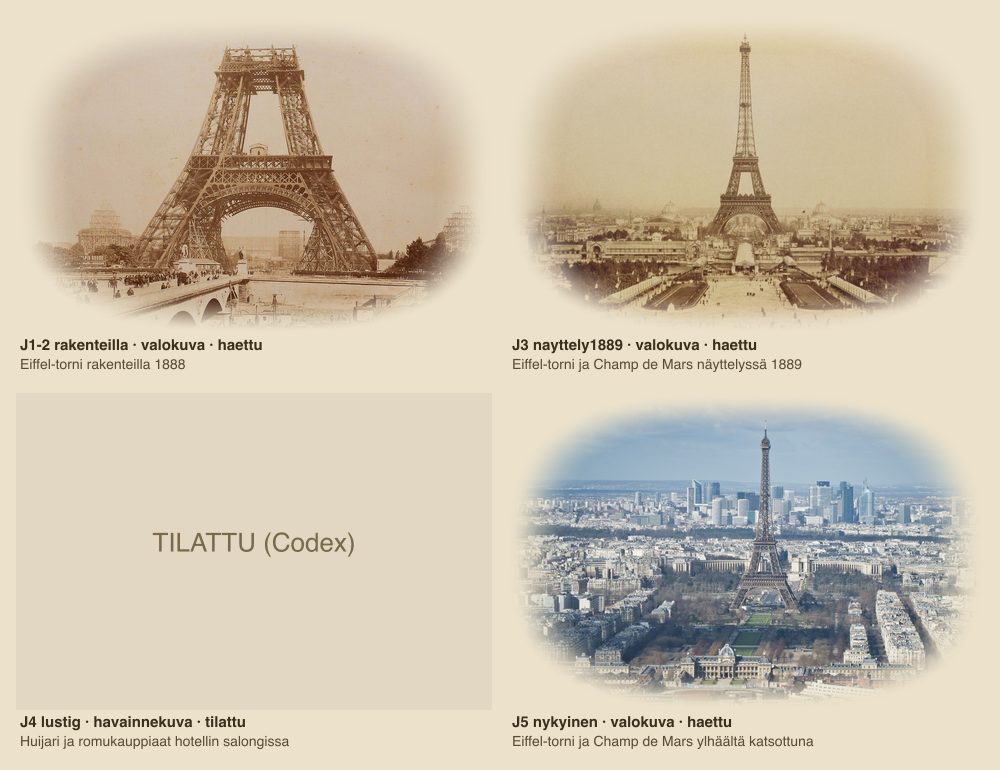 J1-2 rakenteilla · valokuva · haettu
Eiffel-torni rakenteilla 1888
J3 nayttely1889 · valokuva · haettu
Eiffel-torni ja Champ de Mars näyttelyssä 1889
TILATTU (Codex)
J4 lustig · havainnekuva · tilattu
Huijari ja romukauppiaat hotellin salongissa
J5 nykyinen · valokuva · haettu
Eiffel-torni ja Champ de Mars ylhäältä katsottuna